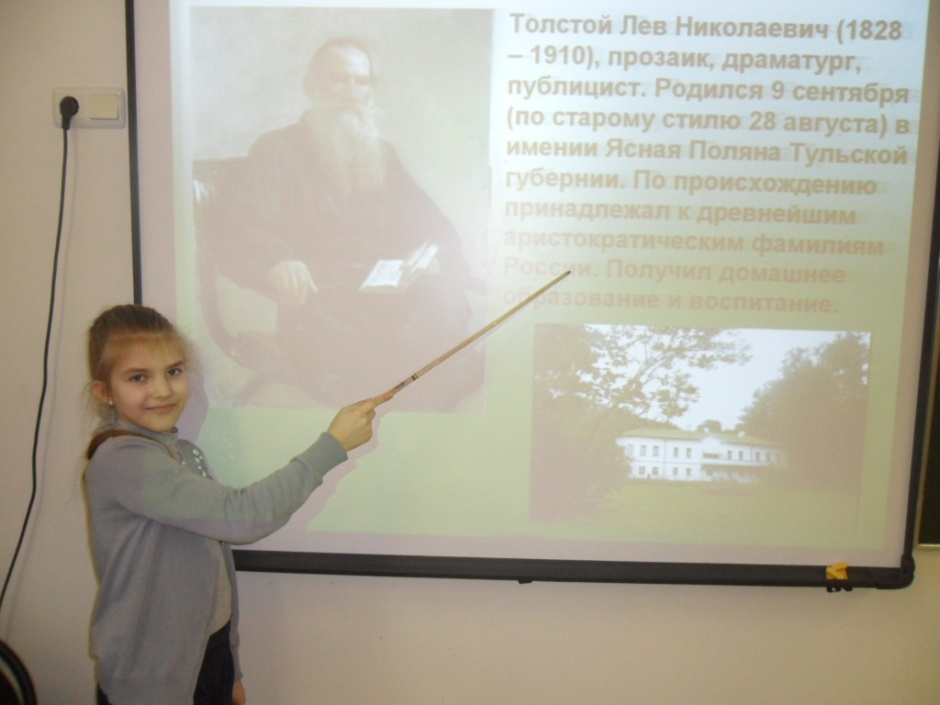 Толстой Лев Николаевич (1828
– 1910), прозаик, драматург,
публицист. Родился 9 сентября
(по старому стилю 28 августа) в
имении Ясная Поляна Тульской
губернии. По происхождению
принадлежал к древнейшим
аристократическим фамилиям
России. Получил домашнее
образование и воспитание.